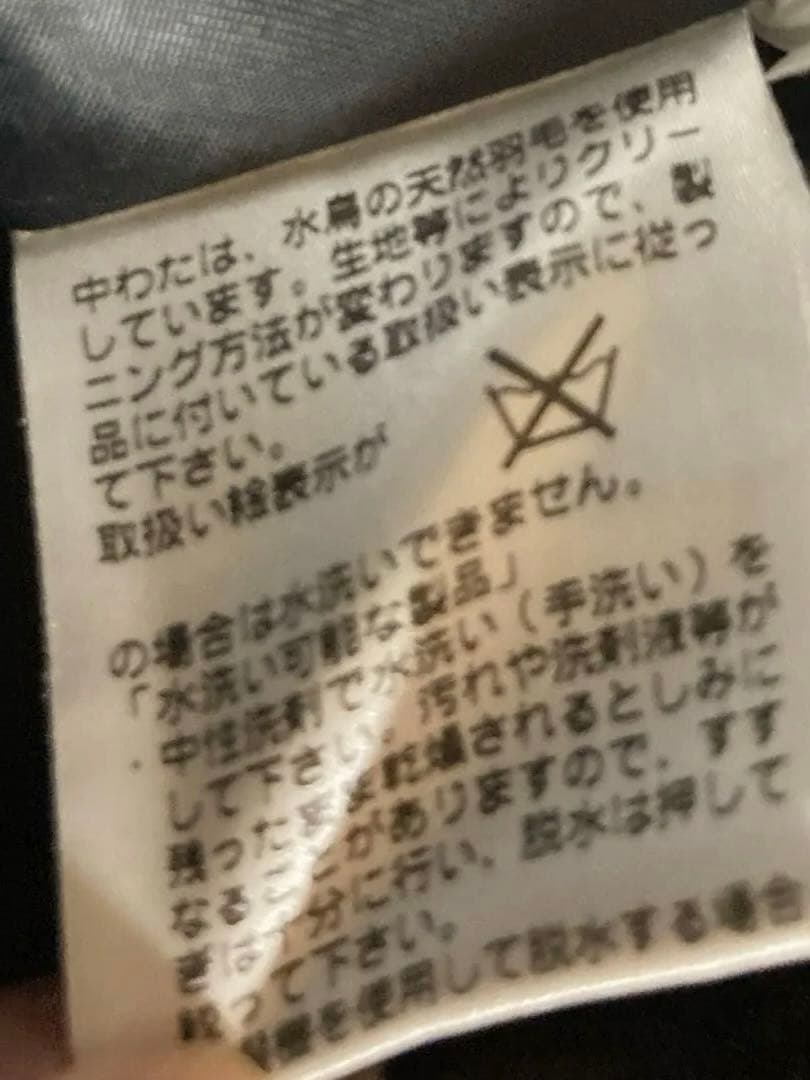 中わたは、水鳥の天然羽毛を使用
しています。生地等によりクリー
ニング方法が変わりますので、製
品に付いている取扱い表示に従っ
て下さい。
取扱い絵表示が
の場合は水洗いできません。
「水洗い可能な製品」
・中性洗剤で水洗い(手洗い)を
して下さい。汚れや洗剤液等が
残ったまま乾燥されるとしみに
なることがありますので、すす
ぎは十分に行い、脱水は押して
絞って下さい。
機を使用して脱水する場合